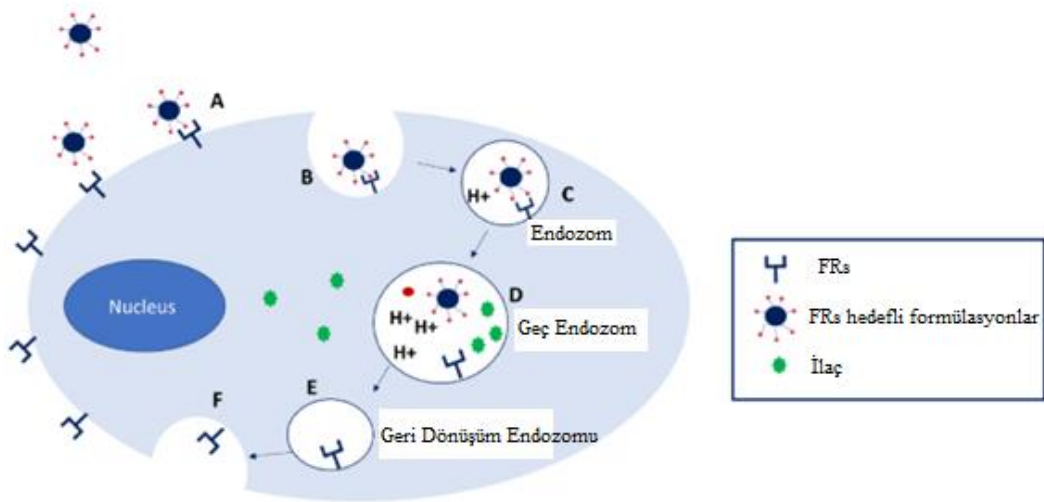 A
B
H+
C
Endozom
Nucleus
D
H+
H+
H+
Geç Endozom
E
Geri Dönüşüm Endozomu
F
FRs
FRs hedefli formülasyonlar
İlaç